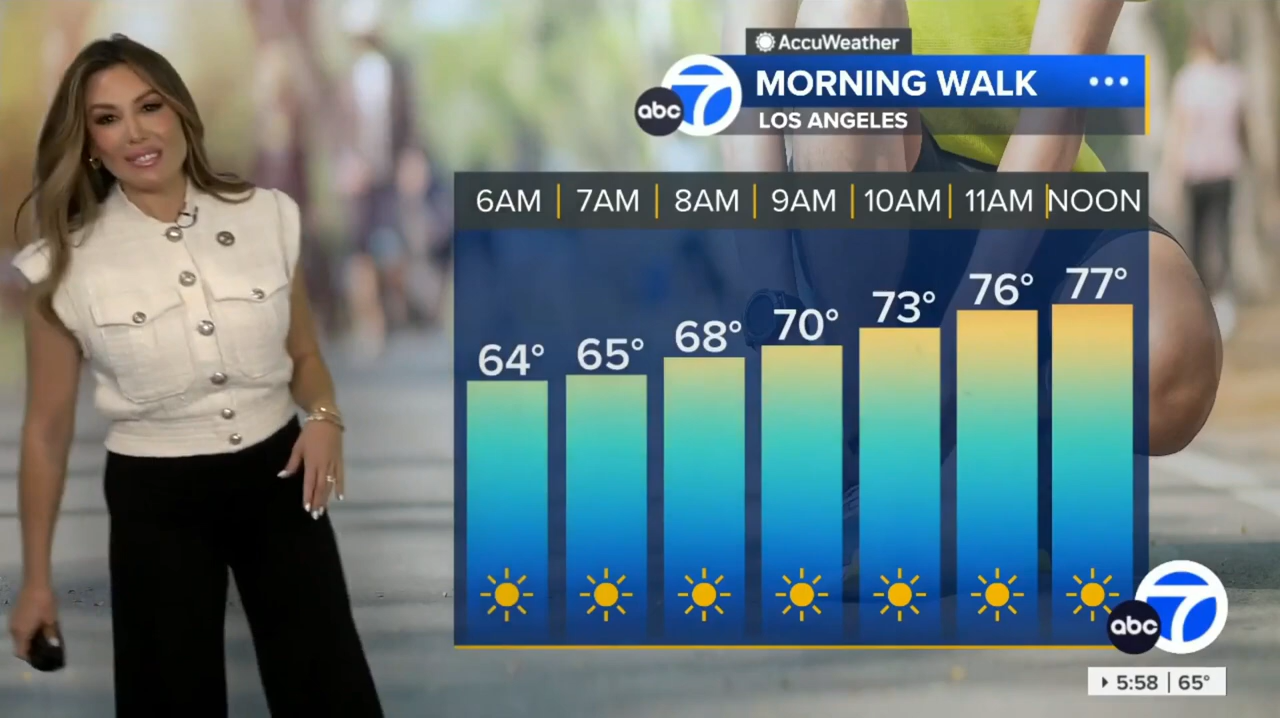 AccuWeather
abc 7 MORNING WALK
LOS ANGELES
6AM 7AM 8AM 9AM 10AM 11AM NOON
64° 65° 68° 70° 73° 76° 77°
abc 7
5:58 65°